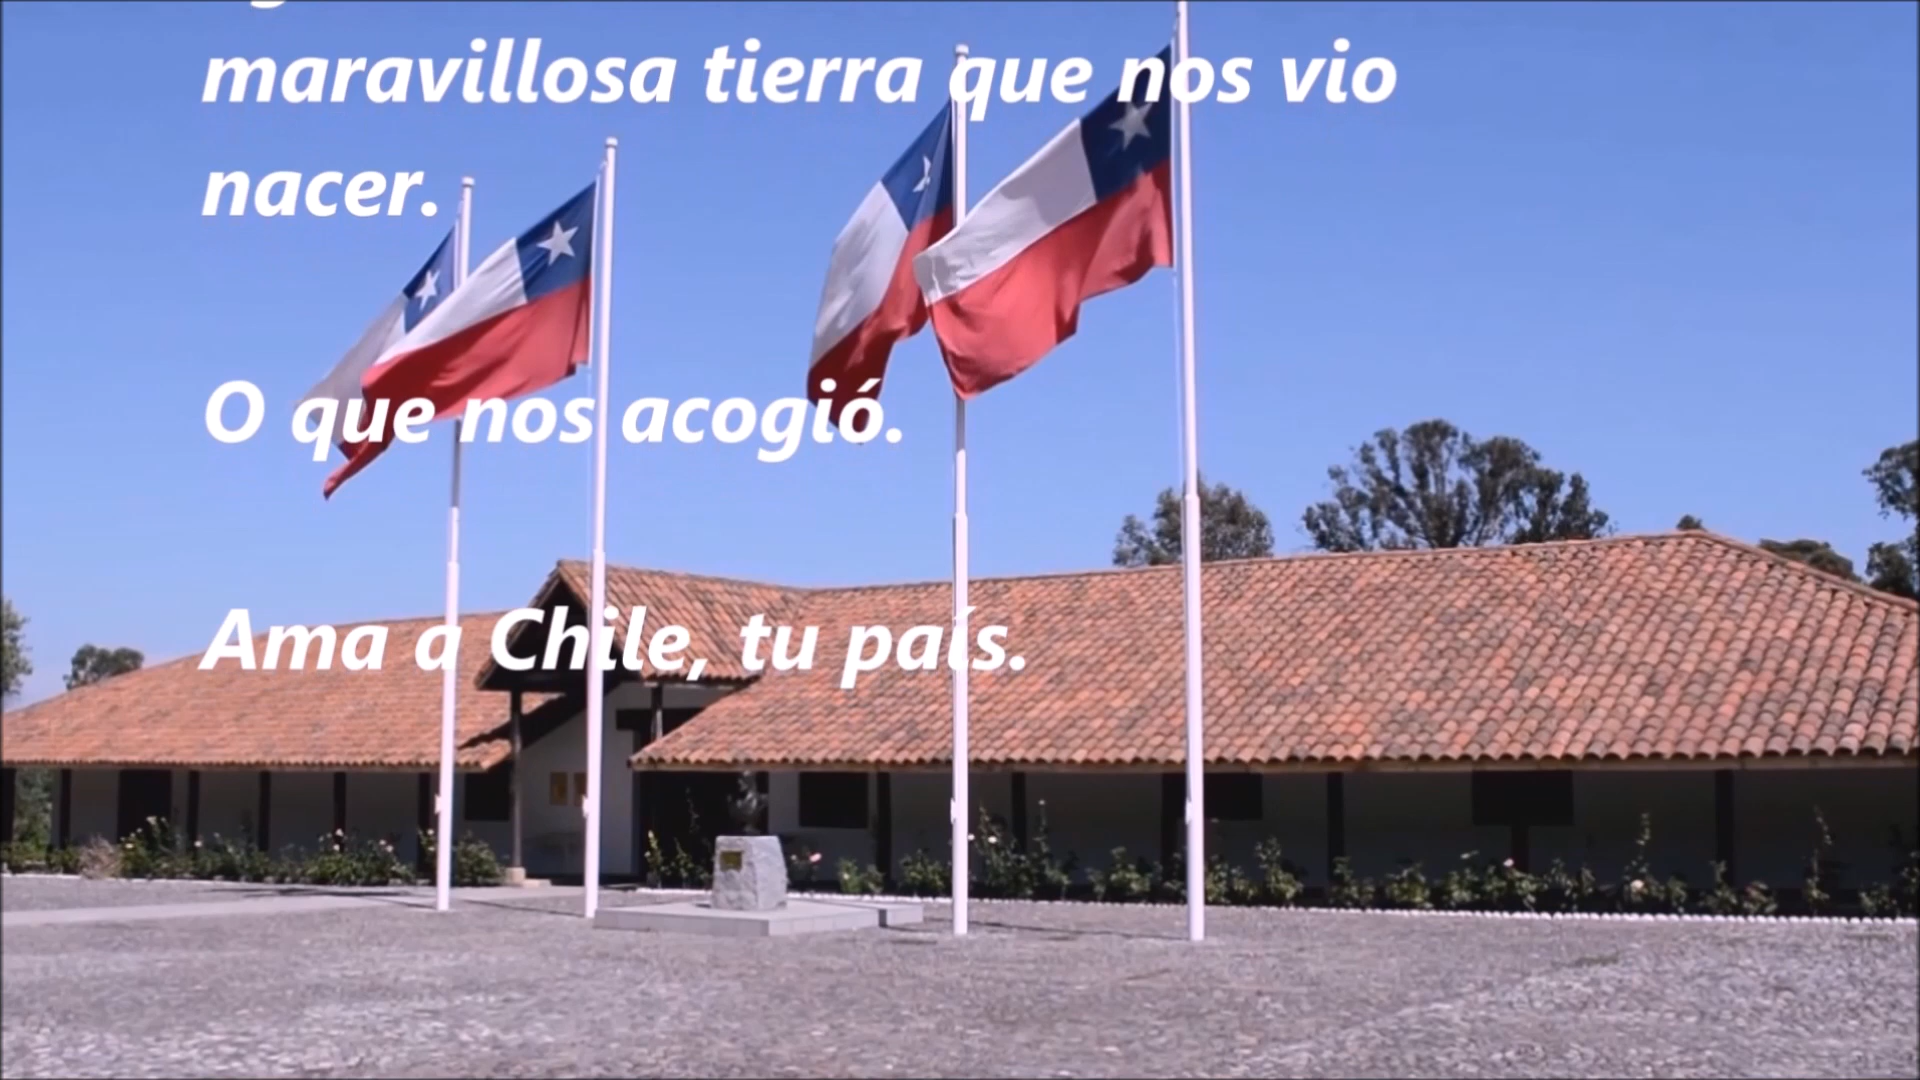 maravillosa tierra que nos vio
nacer.
O que nos acogió.
Ama a Chile, tu país.